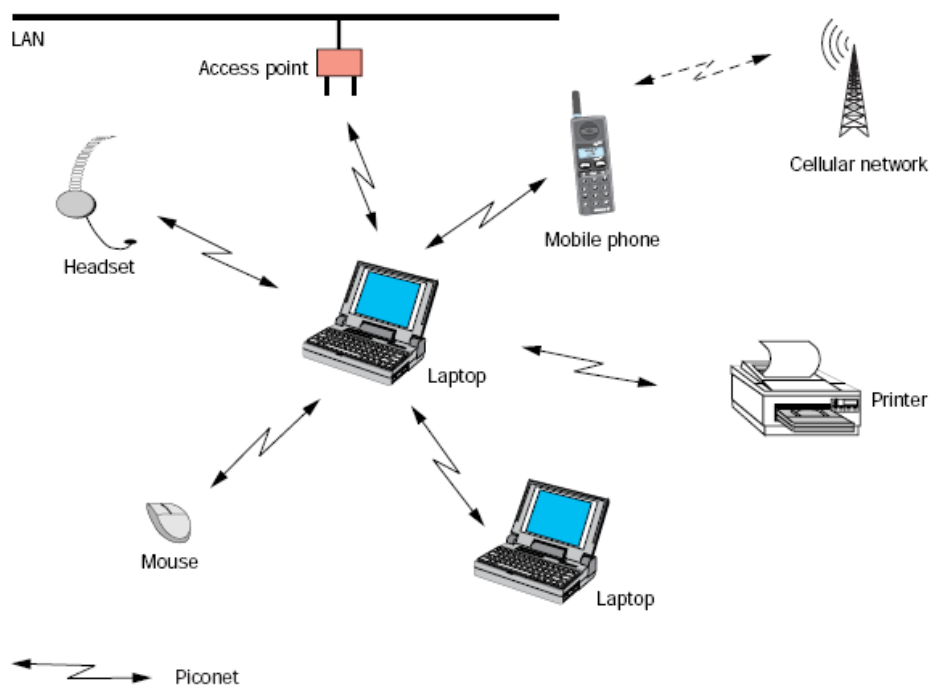 LAN
Access point
Cellular network
Mobile phone
Headset
Laptop
Printer
Mouse
Laptop
Piconet